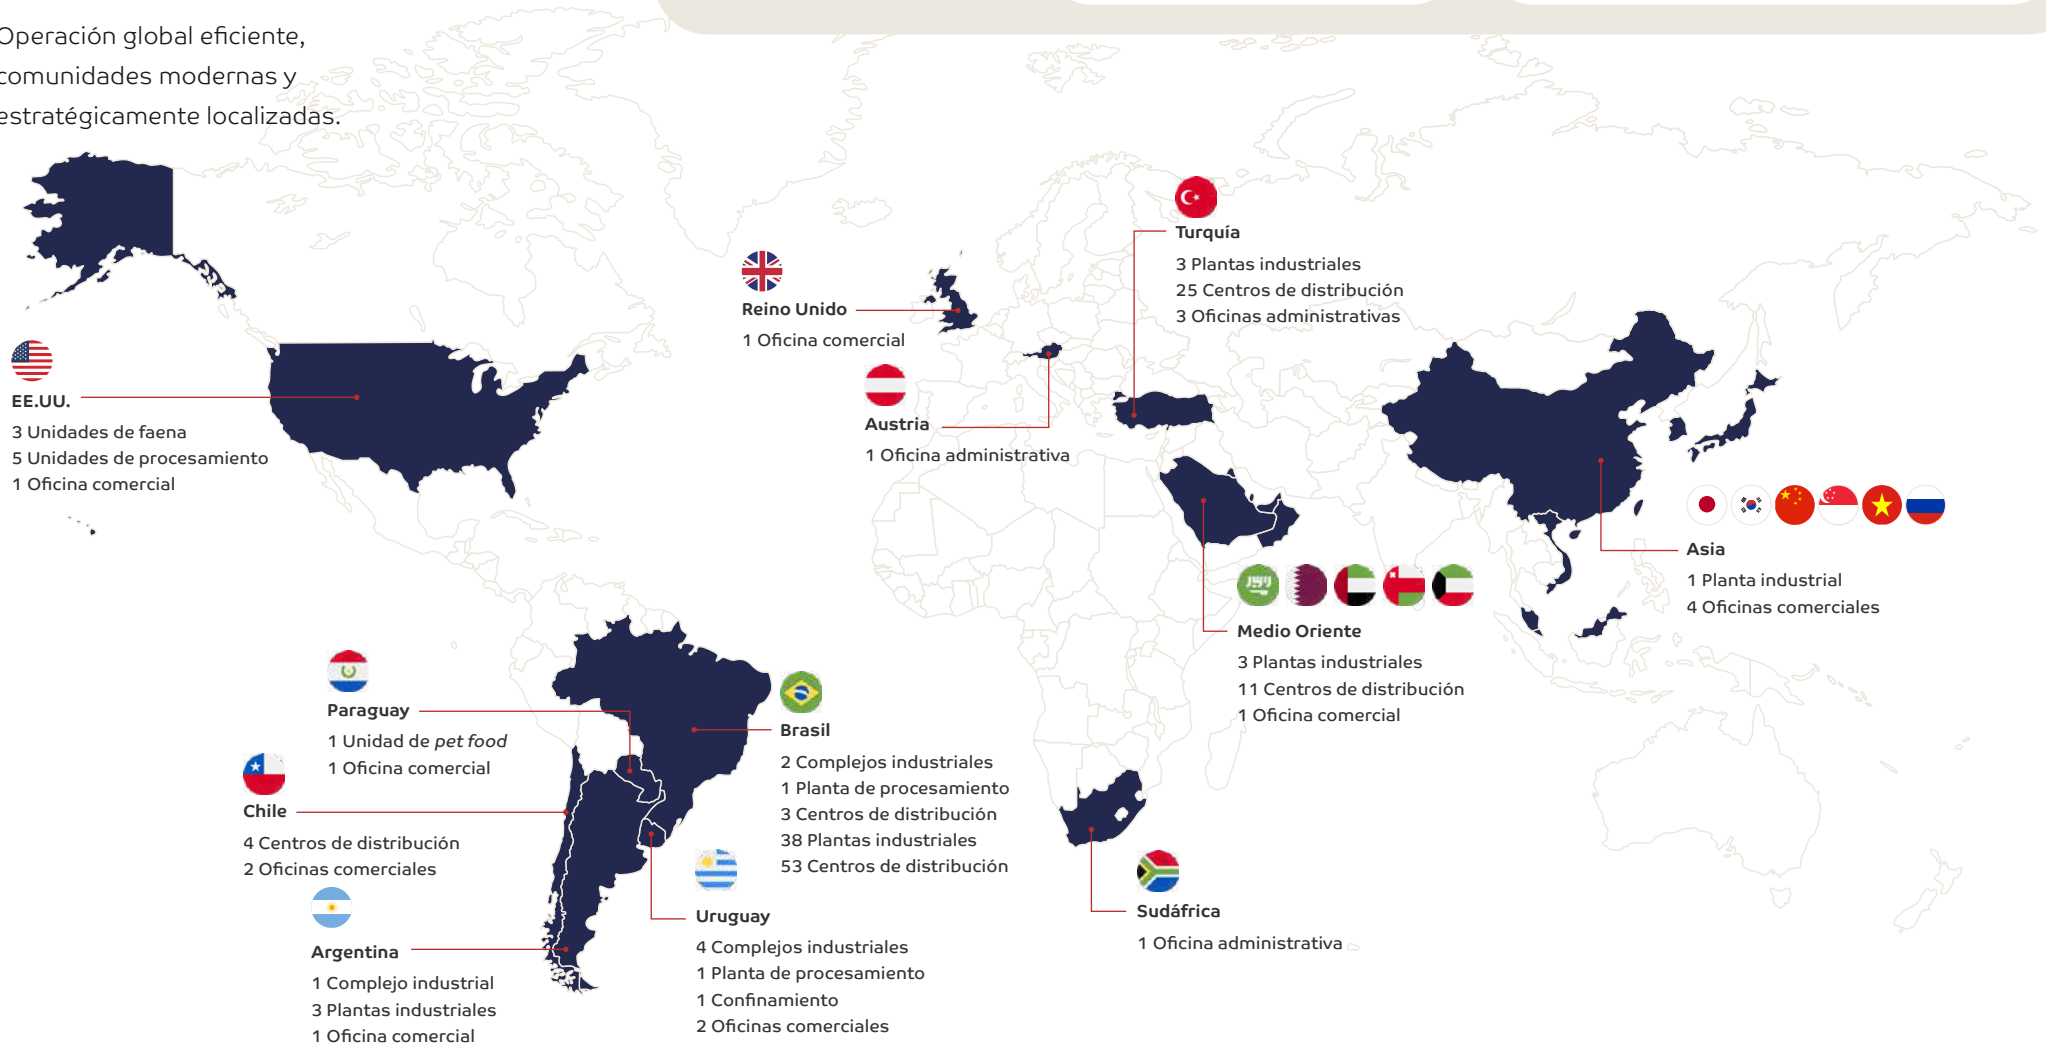 Operación global eficiente,
comunidades modernas y
estratégicamente localizadas.
EE.UU.
3 Unidades de faena
5 Unidades de procesamiento
1 Oficina comercial
Reino Unido
1 Oficina comercial
Austria
1 Oficina administrativa
Turquía
3 Plantas industriales
25 Centros de distribución
3 Oficinas administrativas
Asia
1 Planta industrial
4 Oficinas comerciales
Medio Oriente
3 Plantas industriales
11 Centros de distribución
1 Oficina comercial
Paraguay
1 Unidad de pet food
1 Oficina comercial
Brasil
2 Complejos industriales
1 Planta de procesamiento
3 Centros de distribución
38 Plantas industriales
53 Centros de distribución
Chile
4 Centros de distribución
2 Oficinas comerciales
Argentina
1 Complejo industrial
3 Plantas industriales
1 Oficina comercial
Uruguay
4 Complejos industriales
1 Planta de procesamiento
1 Confinamiento
2 Oficinas comerciales
Sudáfrica
1 Oficina administrativa